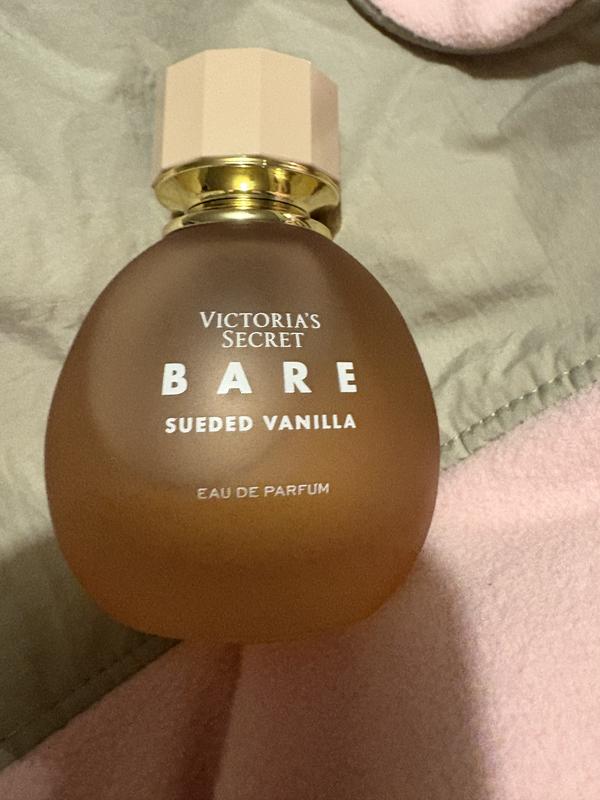 VICTORIA'S
SECRET
BARE
SUEDED VANILLA
EAU DE PARFUM